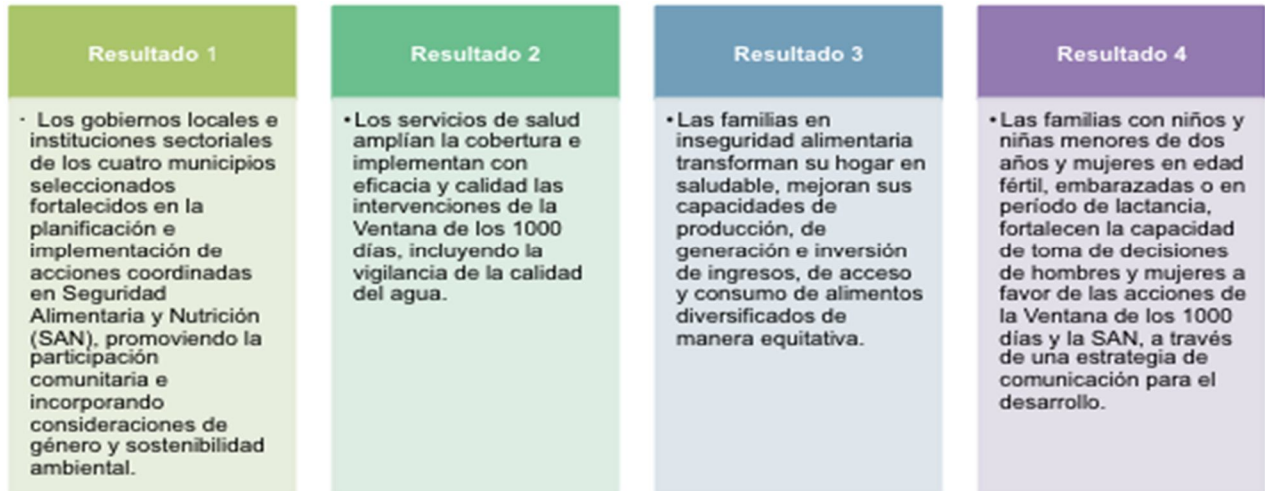 Resultado 1
· Los gobiernos locales e
instituciones sectoriales
de los cuatro municipios
seleccionados
fortalecidos en la
planificación e
implementación de
acciones coordinadas
en Seguridad
Alimentaria y Nutrición
(SAN), promoviendo la
participación
comunitaria e
incorporando
consideraciones de
género y sostenibilidad
ambiental.
Resultado 2
•Los servicios de salud
amplían la cobertura e
implementan con
eficacia y calidad las
intervenciones de la
Ventana de los 1000
días, incluyendo la
vigilancia de la calidad
del agua.
Resultado 3
•Las familias en
inseguridad alimentaria
transforman su hogar en
saludable, mejoran sus
capacidades de
producción, de
generación e inversión
de ingresos, de acceso
y consumo de alimentos
diversificados de
manera equitativa.
Resultado 4
•Las familias con niños y
niñas menores de dos
años y mujeres en edad
fértil, embarazadas o en
período de lactancia,
fortalecen la capacidad
de toma de decisiones
de hombres y mujeres a
favor de las acciones de
la Ventana de los 1000
días y la SAN, a través
de una estrategia de
comunicación para el
desarrollo.